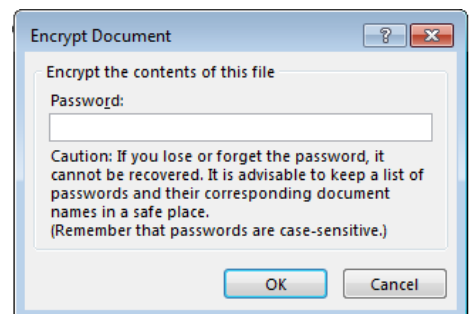 Encrypt Document
?
Encrypt the contents of this file
Password:
Caution: If you lose or forget the password, it
cannot be recovered. It is advisable to keep a list of
passwords and their corresponding document
names in a safe place.
(Remember that passwords are case-sensitive.)
OK Cancel